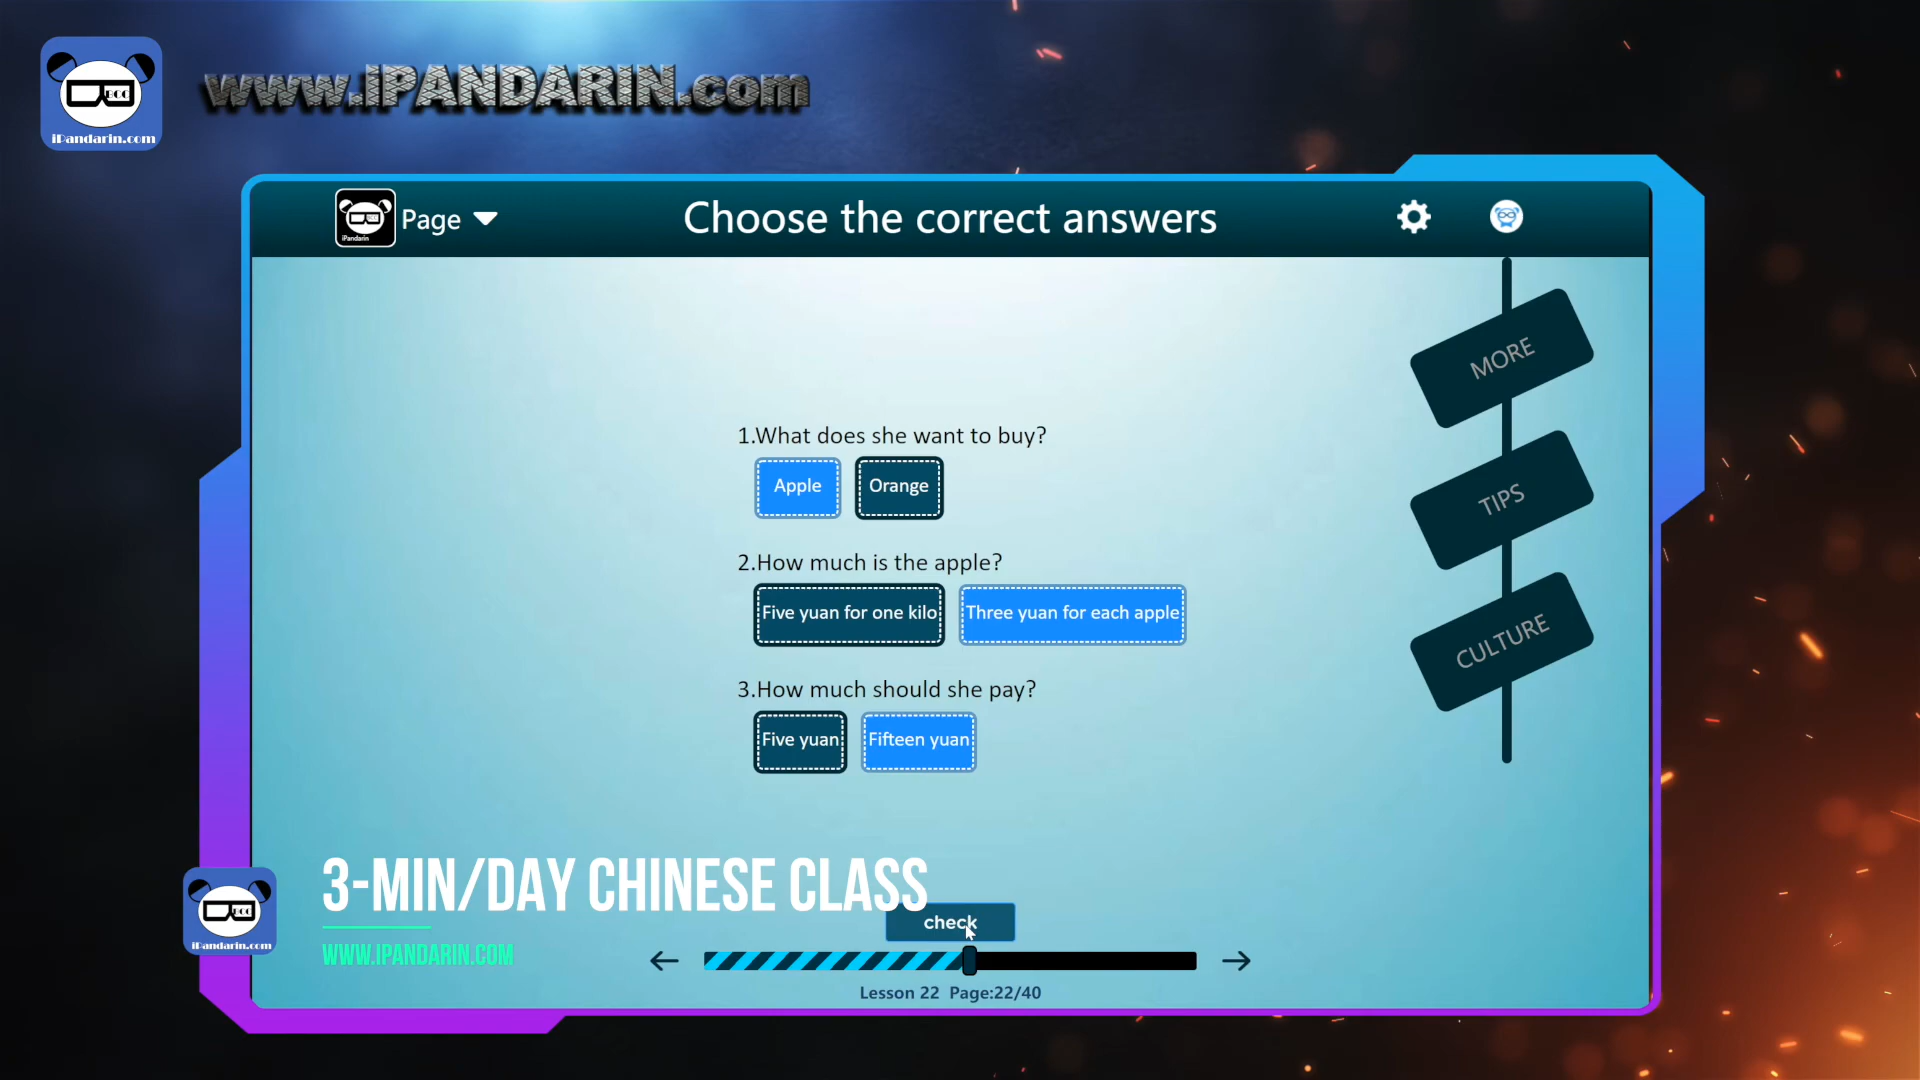 www.iPANDARIN.com
BCC
iPandarin.com
iPandarin
Page
Choose the correct answers
MORE
TIPS
CULTURE
1.What does she want to buy?
Apple
Orange
2.How much is the apple?
Five yuan for one kilo
Three yuan for each apple
3.How much should she pay?
Five yuan
Fifteen yuan
3-MIN/DAY CHINESE CLASS
WWW.IPANDARIN.COM
BCC
iPandarin.com
check
Lesson 22 Page:22/40